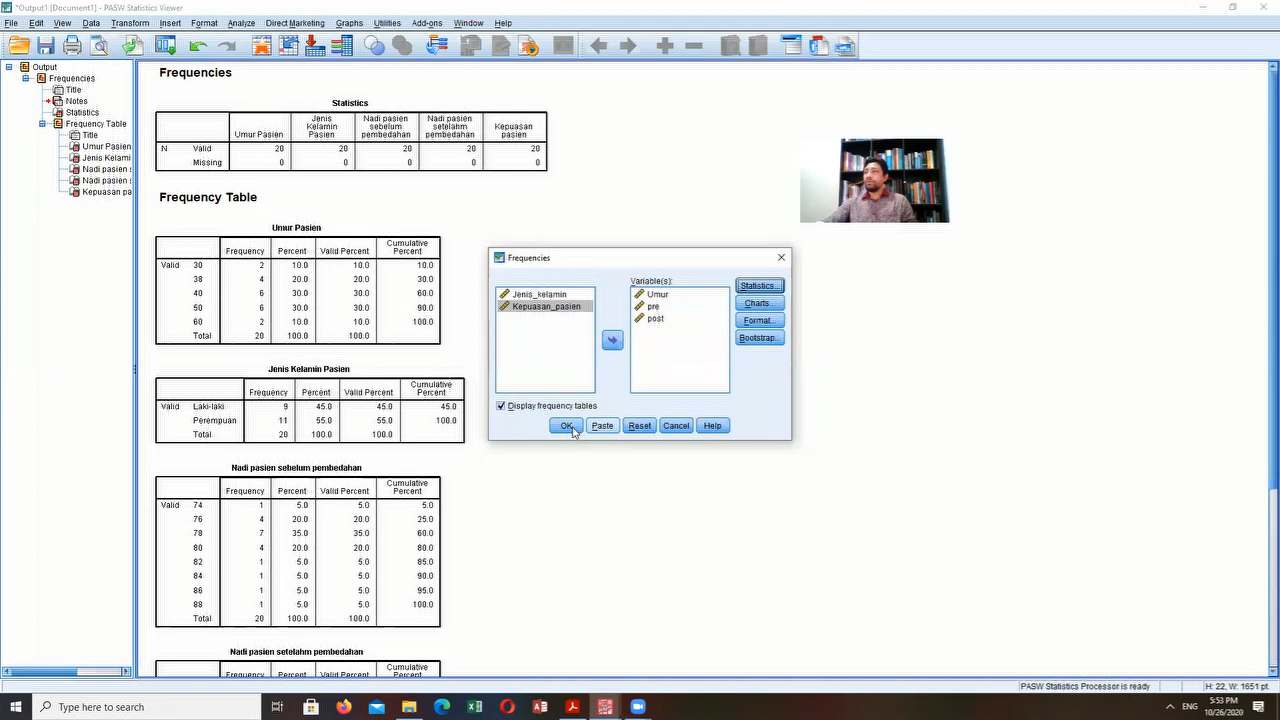 *Output1 [Document1] - PASW Statistics Viewer
File Edit View Data Transform Insert Format Analyze Direct Marketing Graphs Utilities Add-ons Window Help
Output
Frequencies
Title
Notes
Statistics
Frequency Table
Title
Umur Pasien
Jenis Kelami
Nadi pasien
Nadi pasien s
Kepuasan pa
Frequencies
Statistics
Umur Pasien Jenis Kelamin Pasien Nadi pasien sebelum pembedahan Nadi pasien setelahm pembedahan Kepuasan pasien
N Valid 20 20 20 20 20
Missing 0 0 0 0 0
Frequency Table
Umur Pasien
Frequency Percent Valid Percent Cumulative Percent
Valid 30 2 10.0 10.0 10.0
38 4 20.0 20.0 30.0
40 6 30.0 30.0 60.0
50 6 30.0 30.0 90.0
60 2 10.0 10.0 100.0
Total 20 100.0 100.0
Jenis Kelamin Pasien
Frequency Percent Valid Percent Cumulative Percent
Valid Laki-laki 9 45.0 45.0 45.0
Perempuan 11 55.0 55.0 100.0
Total 20 100.0 100.0
Nadi pasien sebelum pembedahan
Frequency Percent Valid Percent Cumulative Percent
Valid 74 1 5.0 5.0 5.0
76 4 20.0 20.0 25.0
78 7 35.0 35.0 60.0
80 4 20.0 20.0 80.0
82 1 5.0 5.0 85.0
84 1 5.0 5.0 90.0
86 1 5.0 5.0 95.0
88 1 5.0 5.0 100.0
Total 20 100.0 100.0
Nadi pasien setelahm pembedahan
Frequency Percent Valid Percent Cumulative Percent
Frequencies
Variable(s):
Jenis_kelamin
Kepuasan_pasien
Umur
pre
post
Statistics...
Charts...
Format...
Bootstrap...
Display frequency tables
OK Paste Reset Cancel Help
PASW Statistics Processor is ready H: 22, W: 1651 pt.
Type here to search
ENG
5:53 PM
10/26/2020